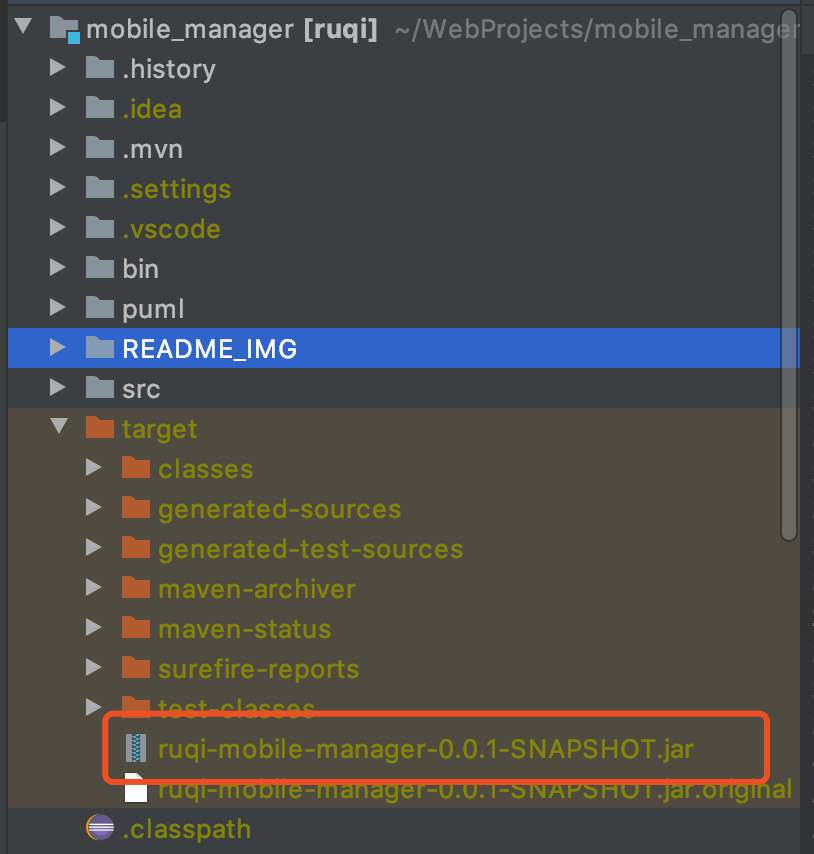 mobile_manager [ruqi] ~/WebProjects/mobile_manager
.history
.idea
.mvn
.settings
.vscode
bin
puml
README_IMG
src
target
classes
generated-sources
generated-test-sources
maven-archiver
maven-status
surefire-reports
test-classes
ruqi-mobile-manager-0.0.1-SNAPSHOT.jar
ruqi-mobile-manager-0.0.1-SNAPSHOT.jar.original
.classpath